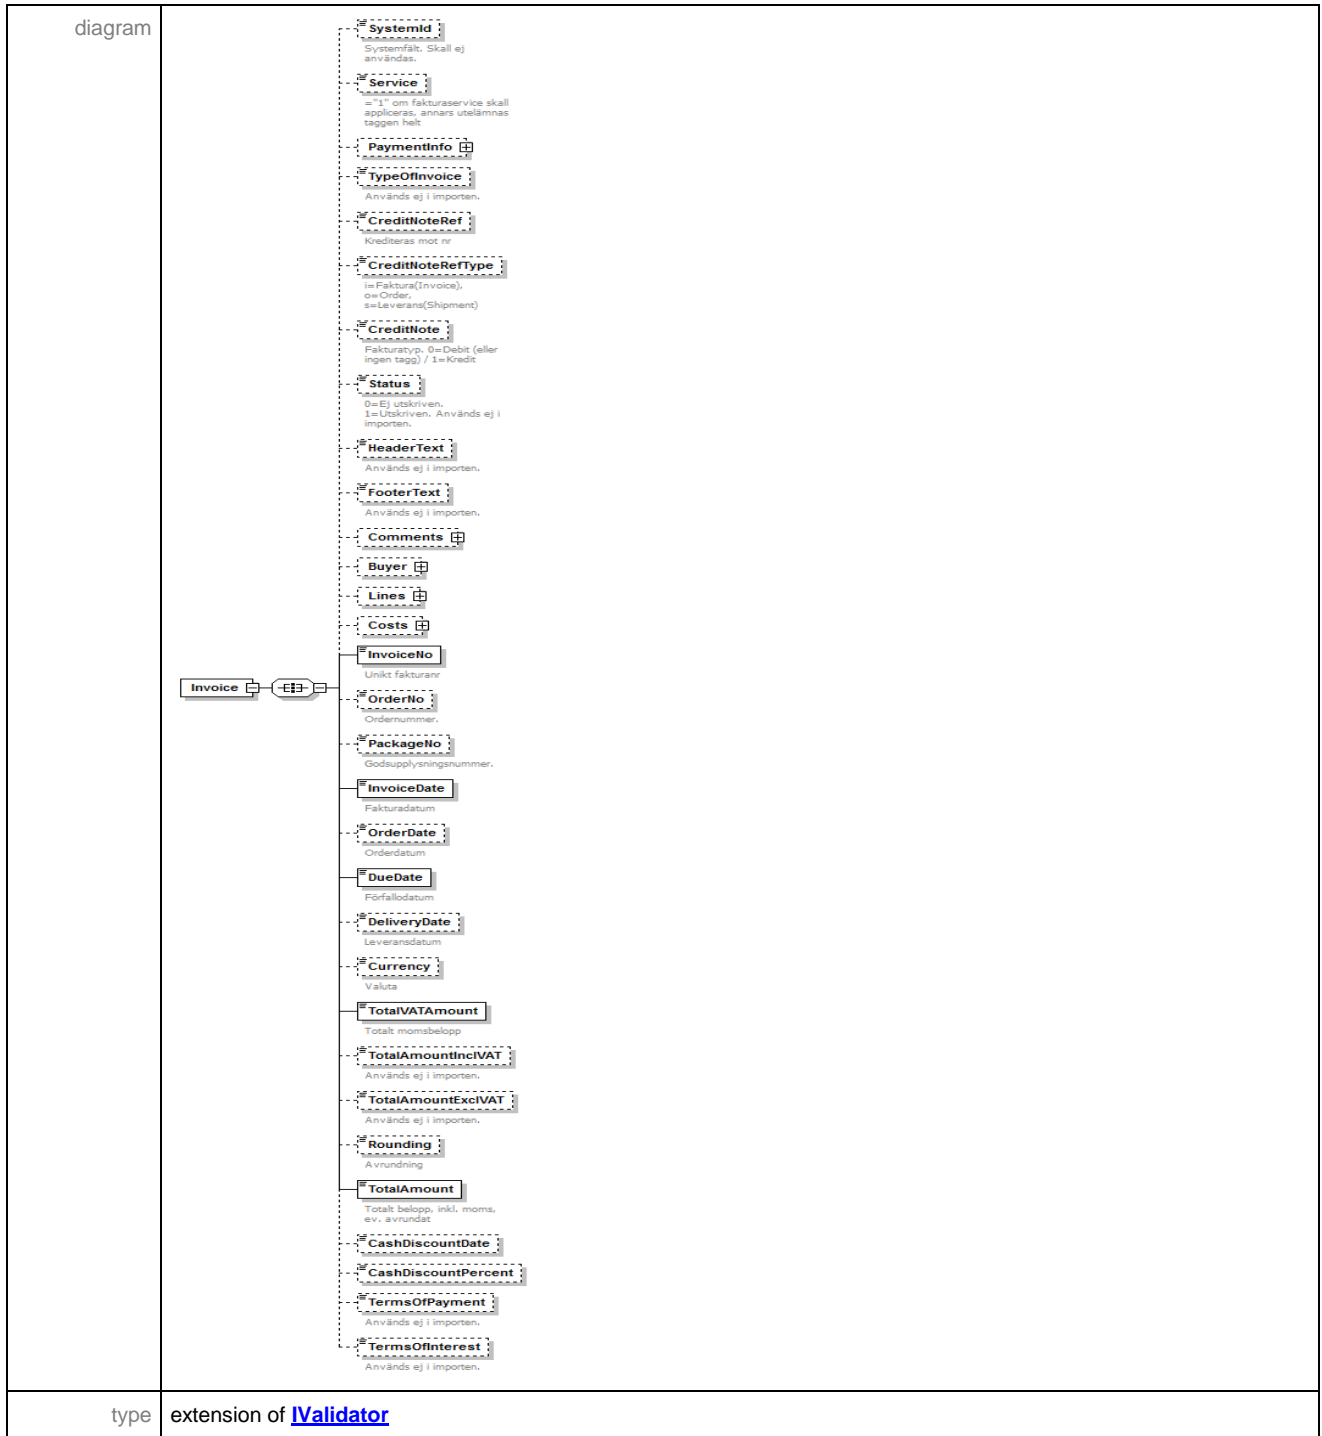 diagram
SystemId
Systemfält. Skall ej
användas.
Service
="1" om fakturaservice skall
appliceras, annars utelämnas
taggen helt
PaymentInfo
TypeOfInvoice
Används ej i importen.
CreditNoteRef
Krediteras mot nr
CreditNoteRefType
i=Faktura(Invoice),
o=Order,
s=Leverans(Shipment)
CreditNote
Fakturatyp. 0=Debit (eller
ingen tagg) / 1=Kredit
Status
0=Ej utskriven.
1=Utskriven. Används ej i
importen.
HeaderText
Används ej i importen.
FooterText
Används ej i importen.
Comments
Buyer
Lines
Costs
InvoiceNo
Unikt fakturanr
Invoice
OrderNo
Ordernummer.
PackageNo
Godsupplysningsnummer.
InvoiceDate
Fakturadatum
OrderDate
Orderdatum
DueDate
Förfallodatum
DeliveryDate
Leveransdatum
Currency
Valuta
TotalVATAmount
Totalt momsbelopp
TotalAmountInclVAT
Används ej i importen.
TotalAmountExclVAT
Används ej i importen.
Rounding
Avrundning
TotalAmount
Totalt belopp, inkl. moms,
ev. avrundat
CashDiscountDate
CashDiscountPercent
TermsOfPayment
Används ej i importen.
TermsOfInterest
Används ej i importen.
type
extension of IValidator